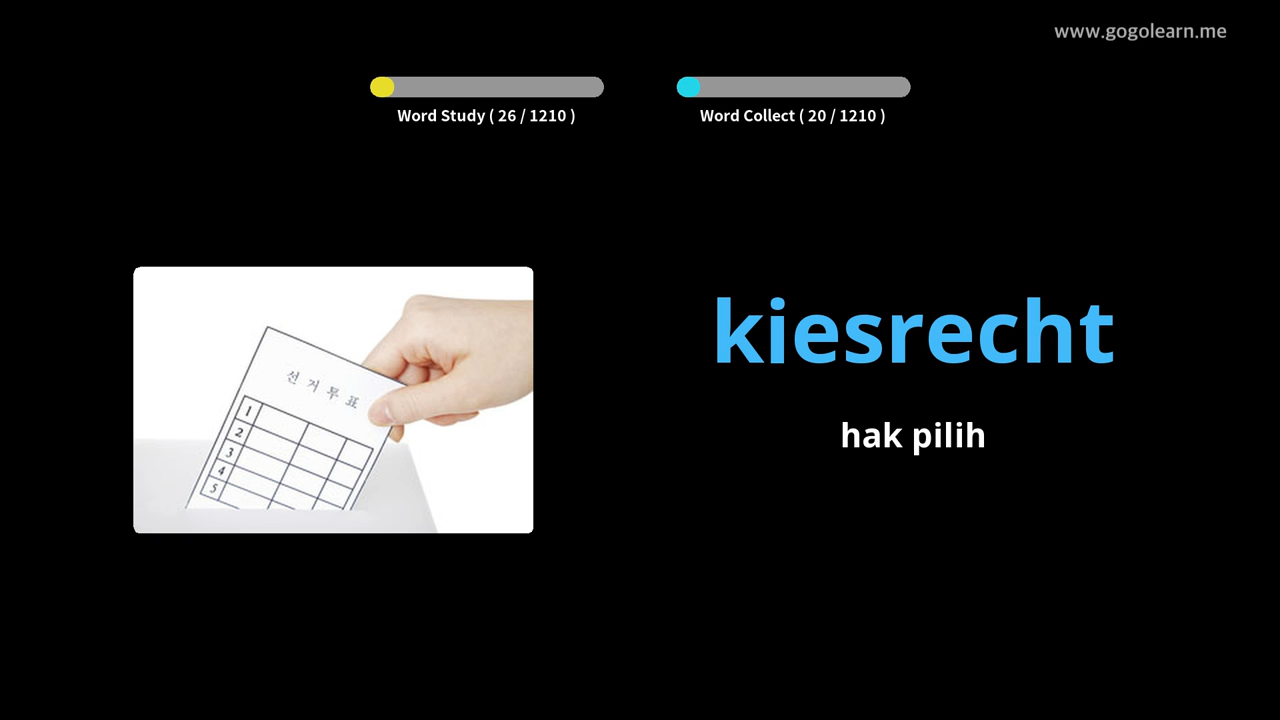 www.gogolearn.me
Word Study ( 26 / 1210 )
Word Collect ( 20 / 1210 )
선거투표
1
2
3
4
5
kiesrecht
hak pilih